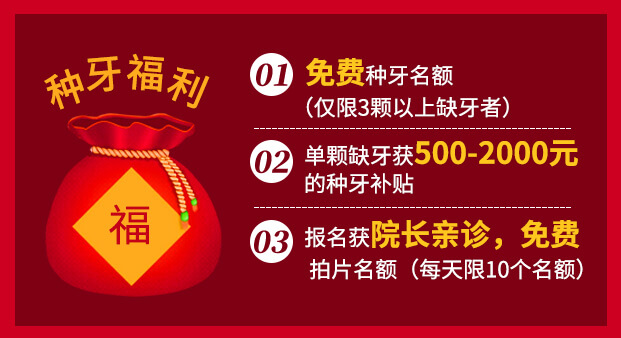 种牙福利
福
01 免费种牙名额
（仅限3颗以上缺牙者）
02 单颗缺牙获500-2000元
的种牙补贴
03 报名获院长亲诊，免费
拍片名额（每天限10个名额）